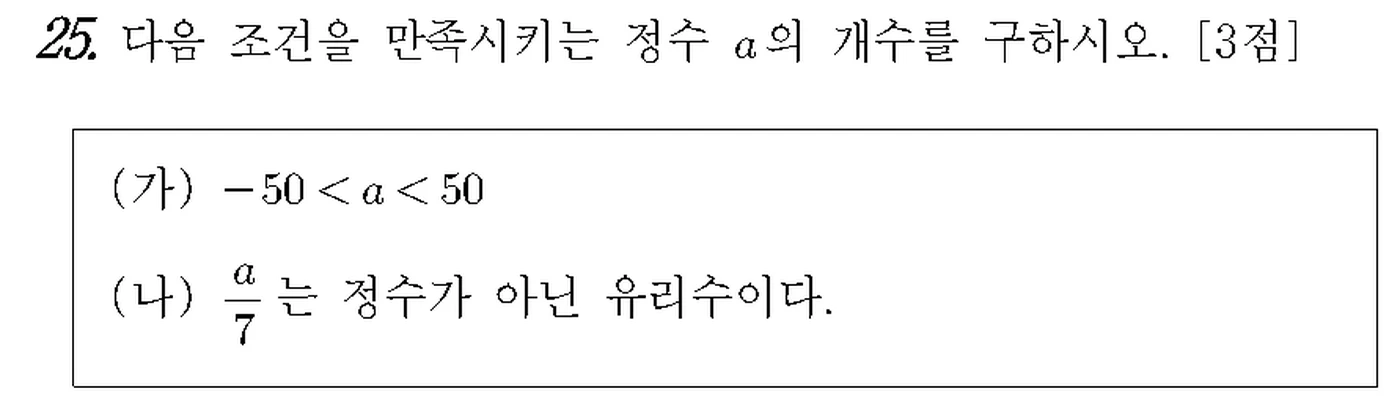 25. 다음 조건을 만족시키는 정수 a의 개수를 구하시오. [3점]
(가) -50 < a < 50
(나) a/7 는 정수가 아닌 유리수이다.